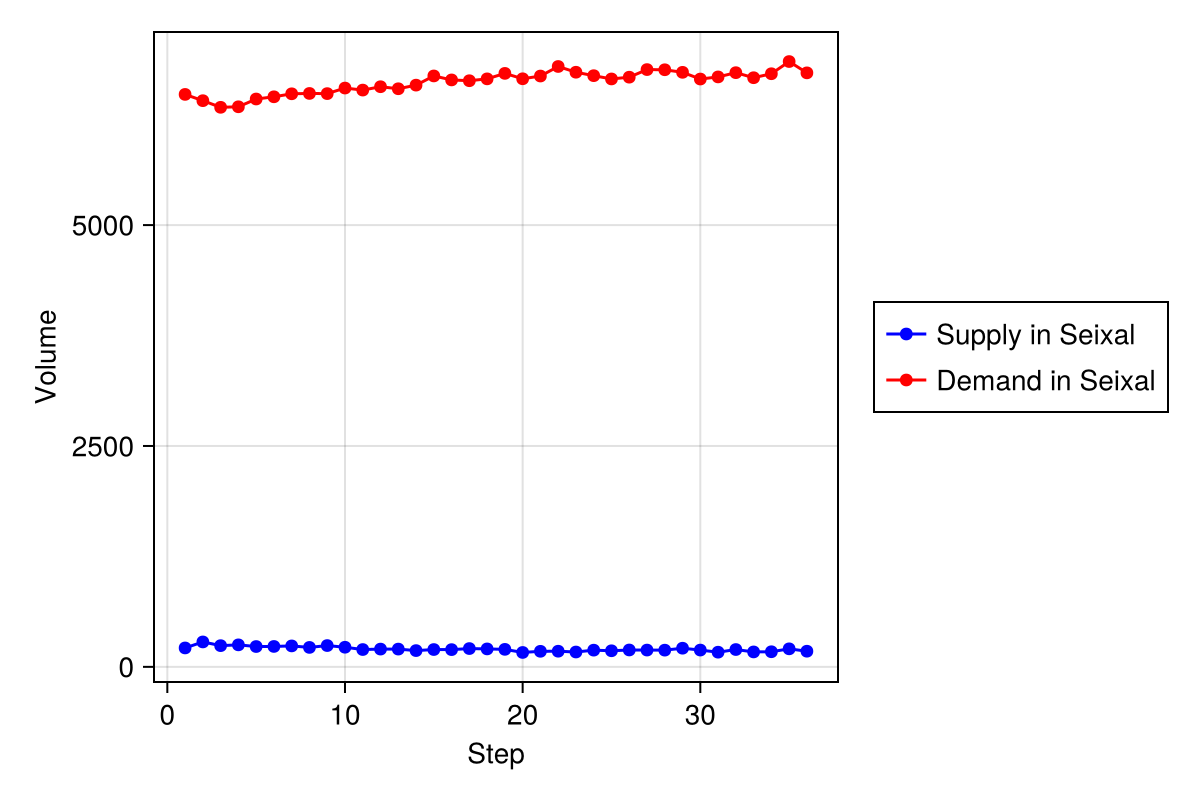 5000
2500
0
0 10 20 30
Volume
Step
Supply in Seixal
Demand in Seixal